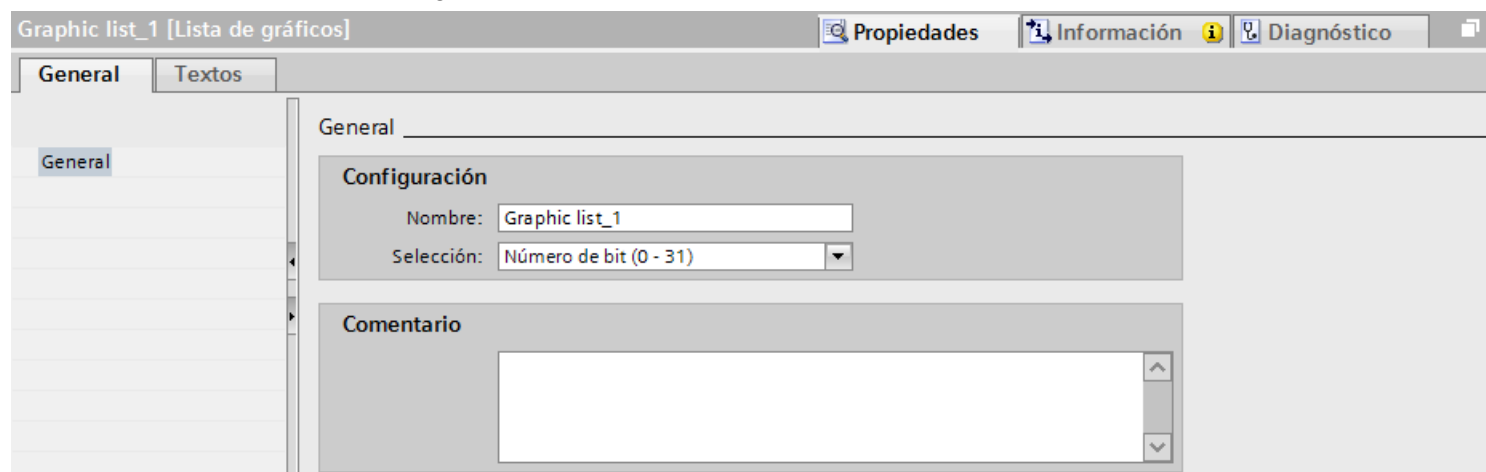 Graphic list_1 [Lista de gráficos] Propiedades Información Diagnóstico
General Textos
General
General
Configuración
Nombre: Graphic list_1
Selección: Número de bit (0 - 31)
Comentario